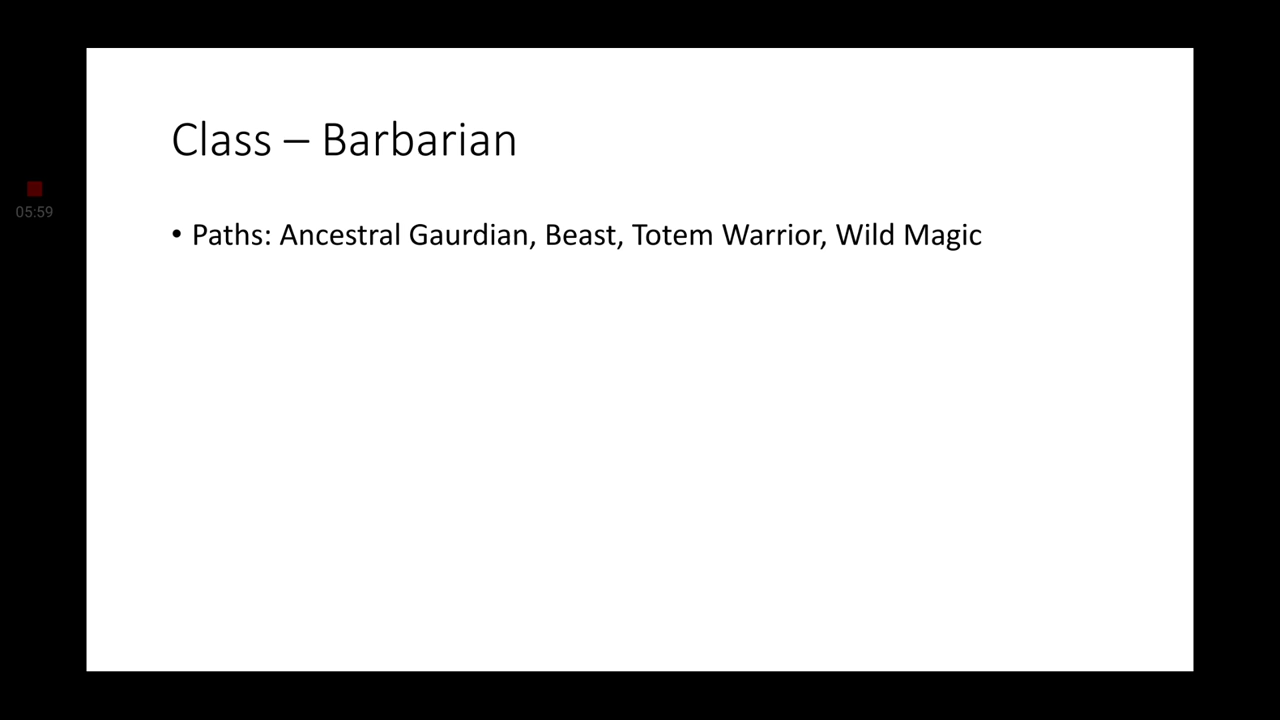 Class – Barbarian
05:59
• Paths: Ancestral Gaurdian, Beast, Totem Warrior, Wild Magic